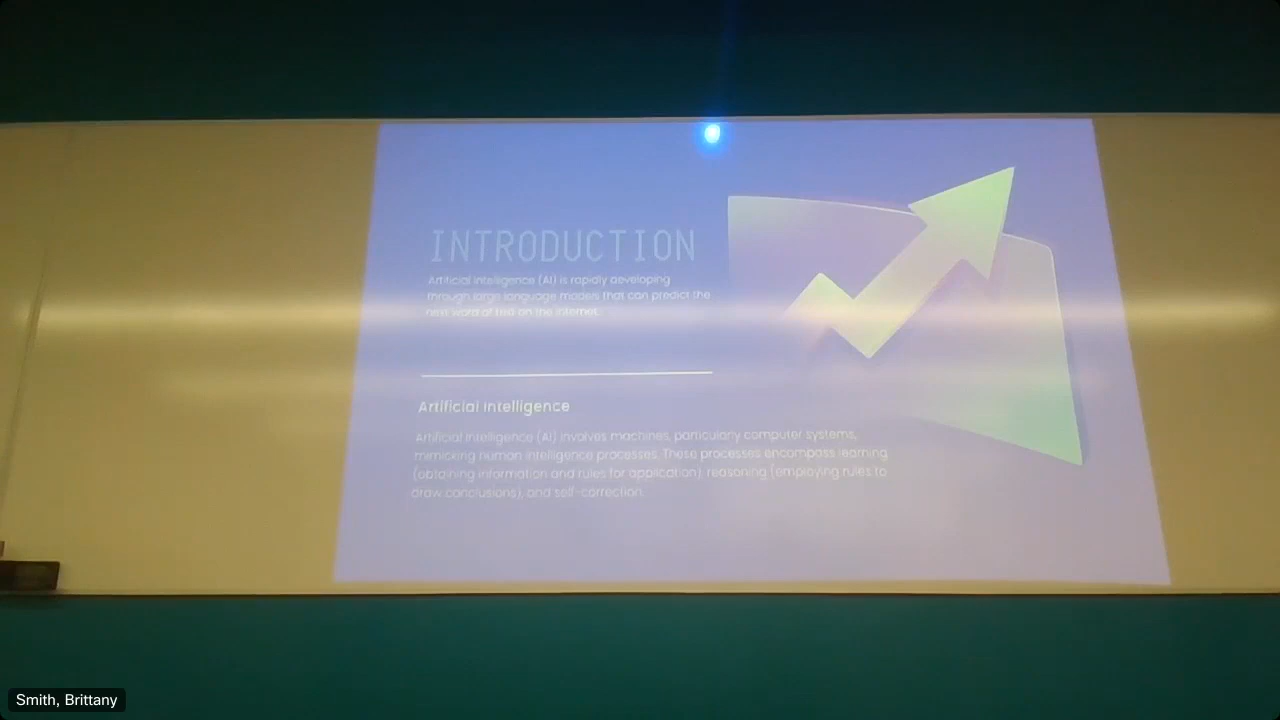 INTRODUCTION
Artificial Intelligence (AI) is rapidly developing
through large language models that can predict the
next word of text on the internet.
Artificial Intelligence
Artificial Intelligence (AI) involves machines, particularly computer systems,
mimicking human intelligence processes. These processes encompass learning
(obtaining information and rules for application), reasoning (employing rules to
draw conclusions), and self-correction.
Smith, Brittany